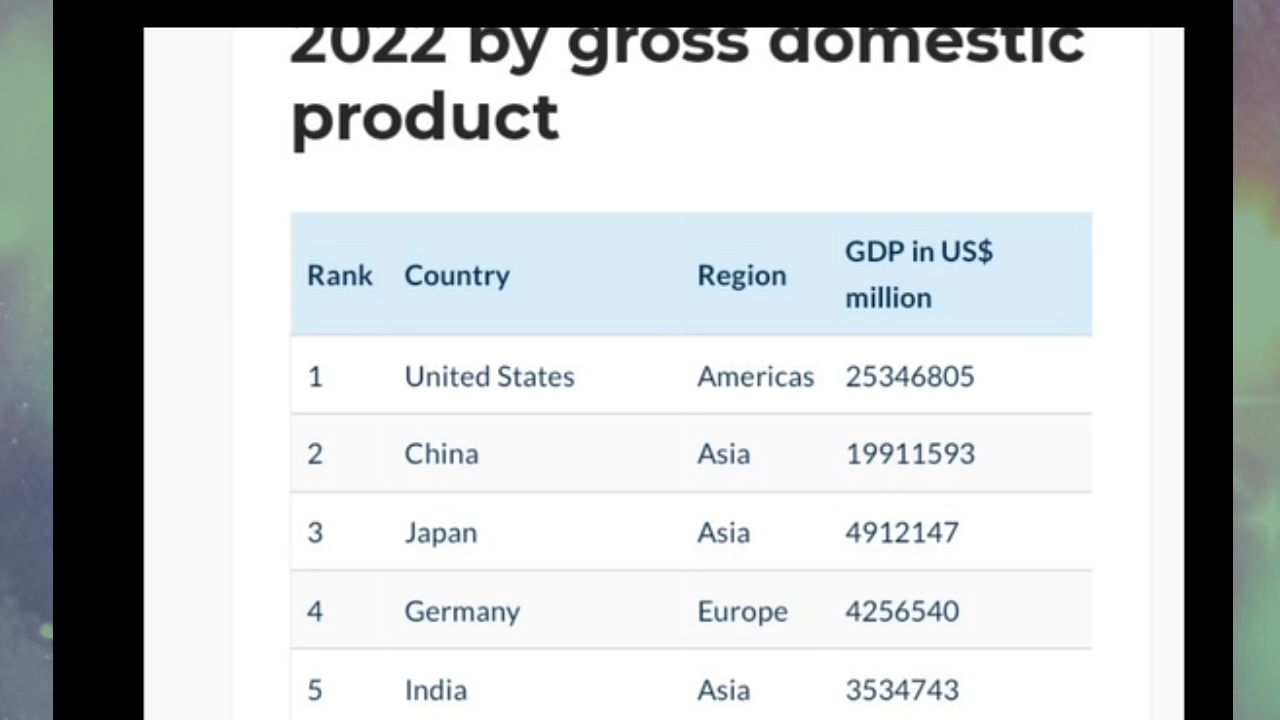 2022 by gross domestic
product
Rank Country Region GDP in US$ million
1 United States Americas 25346805
2 China Asia 19911593
3 Japan Asia 4912147
4 Germany Europe 4256540
5 India Asia 3534743